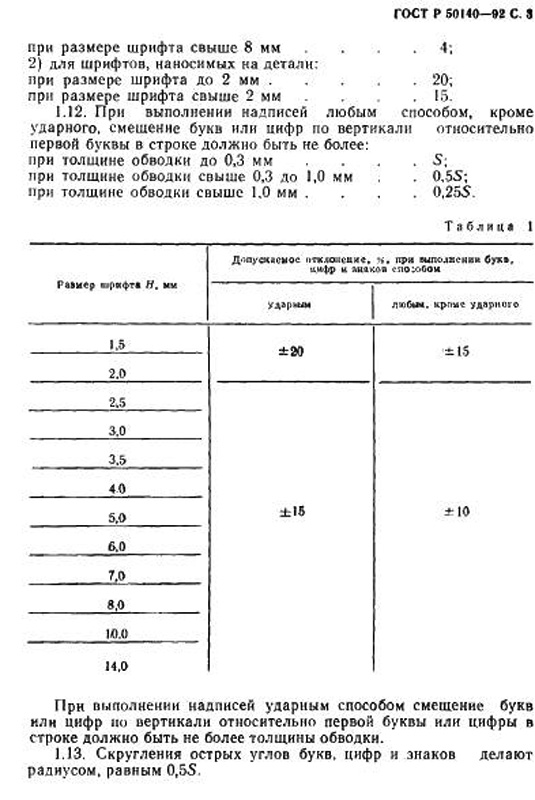 ГОСТ Р 50140—92 С. 3
при размере шрифта свыше 8 мм . . . . 4;
2) для шрифтов, наносимых на детали:
при размере шрифта до 2 мм . . . . . 20;
при размере шрифта свыше 2 мм . . . . 15.
1.12. При выполнении надписей любым способом, кроме
ударного, смещение букв или цифр по вертикали относительно
первой буквы в строке должно быть не более:
при толщине обводки до 0,3 мм . . . . S;
при толщине обводки свыше 0,3 до 1,0 мм . . 0,5S;
при толщине обводки свыше 1,0 мм . . . . 0,25S.
Таблица 1
Размер шрифта H, мм
Допускаемое отклонение, %, при выполнении букв,
цифр и знаков способом
ударным
любым, кроме ударного
1,5
±20
±15
2,0
2,5
3,0
3,5
4.0
5,0
±15
±10
6,0
7,0
8,0
10.0
14,0
При выполнении надписей ударным способом смещение букв
или цифр по вертикали относительно первой буквы или цифры в
строке должно быть не более толщины обводки.
1.13. Скругления острых углов букв, цифр и знаков делают
радиусом, равным 0,5S.